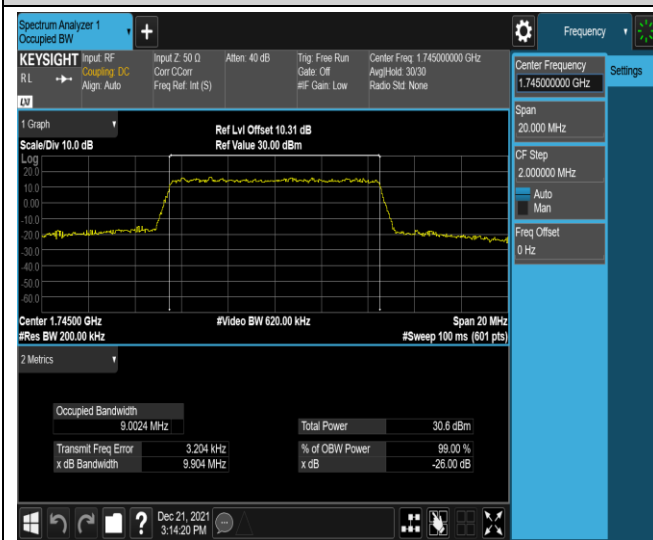 Spectrum Analyzer 1
Occupied BW
+
Frequency
KEYSIGHT
RL
LXI
Input: RF
Coupling: DC
Align: Auto
Input Z: 50 Ω
Corr CCorr
Freq Ref: Int (S)
Atten: 40 dB
Trig: Free Run
Gate: Off
#IF Gain: Low
Center Freq: 1.745000000 GHz
Avg|Hold: 30/30
Radio Std: None
Center Frequency
1.745000000 GHz
Settings
Span
20.000 MHz
CF Step
2.000000 MHz
Auto
Man
Freq Offset
0 Hz
1 Graph
Scale/Div 10.0 dB
Ref Lvl Offset 10.31 dB
Ref Value 30.00 dBm
Log
20.0
10.0
0.00
-10.0
-20.0
-30.0
-40.0
-50.0
-60.0
Center 1.74500 GHz
#Video BW 620.00 kHz
Span 20 MHz
#Res BW 200.00 kHz
#Sweep 100 ms (601 pts)
2 Metrics
Occupied Bandwidth
9.0024 MHz
Total Power 30.6 dBm
Transmit Freq Error 3.204 kHz
% of OBW Power 99.00 %
x dB Bandwidth 9.904 MHz
x dB -26.00 dB
?
Dec 21, 2021
3:14:20 PM